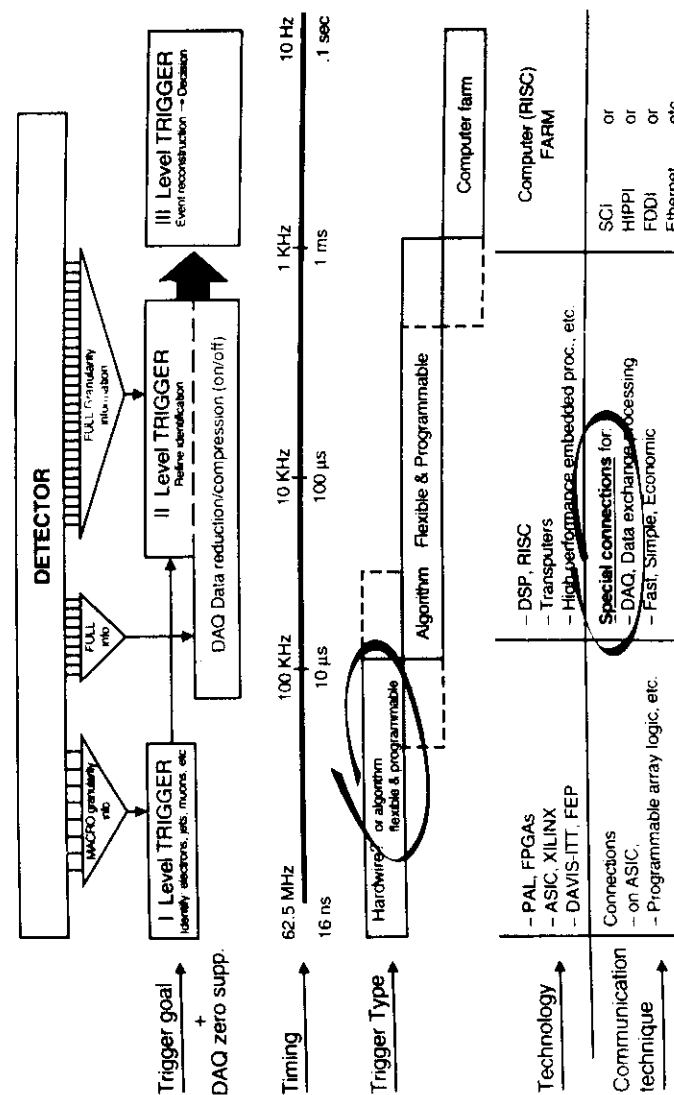 DETECTOR
MACRO granularity
info
FULL
info
FULL Granularity
information
Trigger goal
+
DAQ zero supp.
I Level TRIGGER
Identify electrons, jets, muons, etc
II Level TRIGGER
Refine identification
DAQ Data reduction/compression (on/off)
III Level TRIGGER
Event reconstruction → Decision
Timing
62.5 MHz
100 KHz
10 KHz
1 KHz
10 Hz
16 ns
10 µs
100 µs
1 ms
.1 sec
Trigger Type
Hardwire? or algorithm
flexible & programmable
Algorithm Flexible & Programmable
Computer farm
Technology
– PAL, FPGAs
– ASIC, XILINX
– DAVIS-ITT, FEP
– DSP, RISC
– Transputers
– High performance embedded proc., etc.
Computer (RISC)
FARM
Communication
technique
Connections
– on ASIC,
– Programmable array logic, etc.
Special connections for:
– DAQ, Data exchange processing
– Fast, Simple, Economic
SCI or
HIPPI or
FDDI or
Ethernet etc